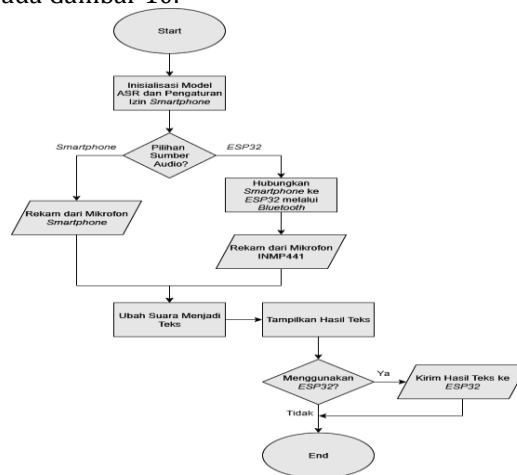 ada Gambar 10.
Start
Inisialisasi Model
ASR dan Pengaturan
Izin Smartphone
Smartphone
Pilihan
Sumber
Audio?
ESP32
Hubungkan
Smartphone ke
ESP32 melalui
Bluetooth
Rekam dari Mikrofon
Smartphone
Rekam dari Mikrofon
INMP441
Ubah Suara Menjadi
Teks
Tampilkan Hasil Teks
Menggunakan
ESP32?
Ya
Kirim Hasil Teks ke
ESP32
Tidak
End